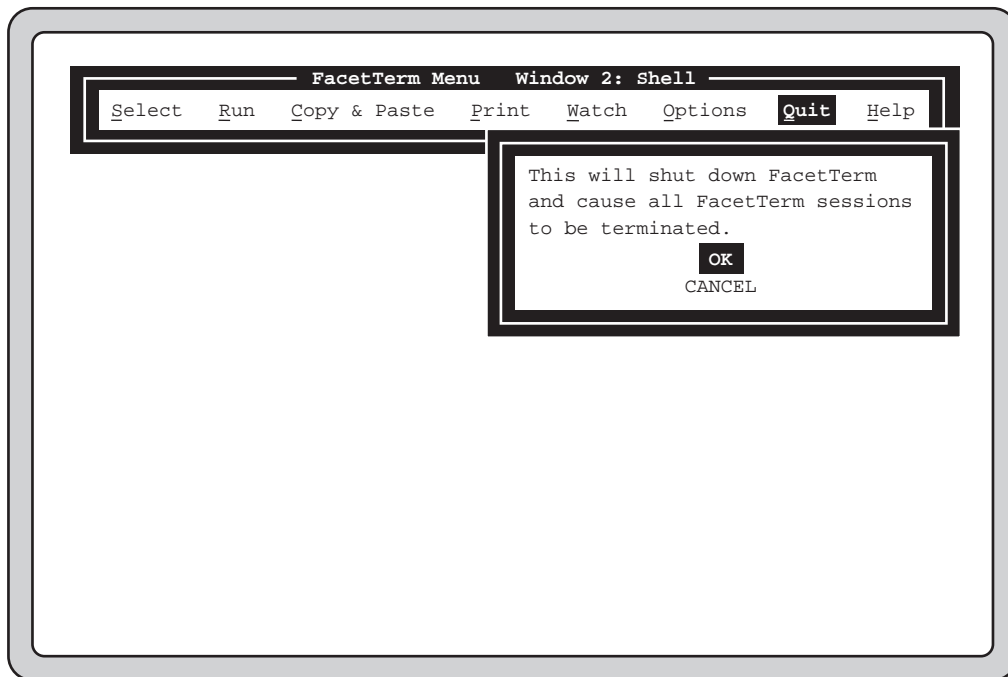 FacetTerm Menu Window 2: Shell
Select Run Copy & Paste Print Watch Options Quit Help
This will shut down FacetTerm
and cause all FacetTerm sessions
to be terminated.
OK
CANCEL